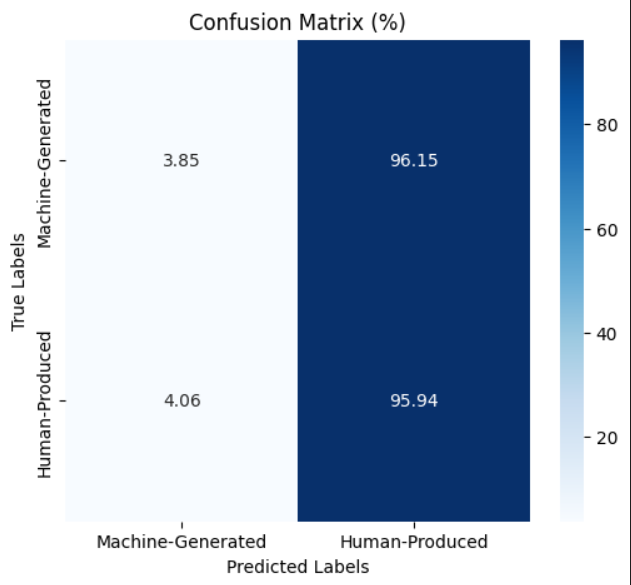 Confusion Matrix (%)
True Labels
Machine-Generated
3.85
96.15
Human-Produced
4.06
95.94
Machine-Generated
Human-Produced
Predicted Labels
80
60
40
20